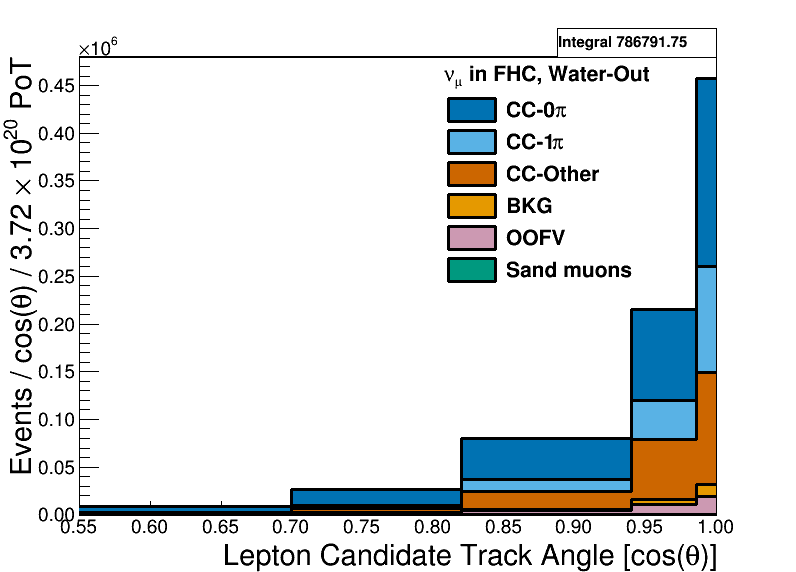 Integral 786791.75
×10⁶
ν_μ in FHC, Water-Out
CC-0π
CC-1π
CC-Other
BKG
OOFV
Sand muons
Events / cos(θ) / 3.72 × 10²⁰ PoT
0.45
0.40
0.35
0.30
0.25
0.20
0.15
0.10
0.05
0.00
0.55 0.60 0.65 0.70 0.75 0.80 0.85 0.90 0.95 1.00
Lepton Candidate Track Angle [cos(θ)]